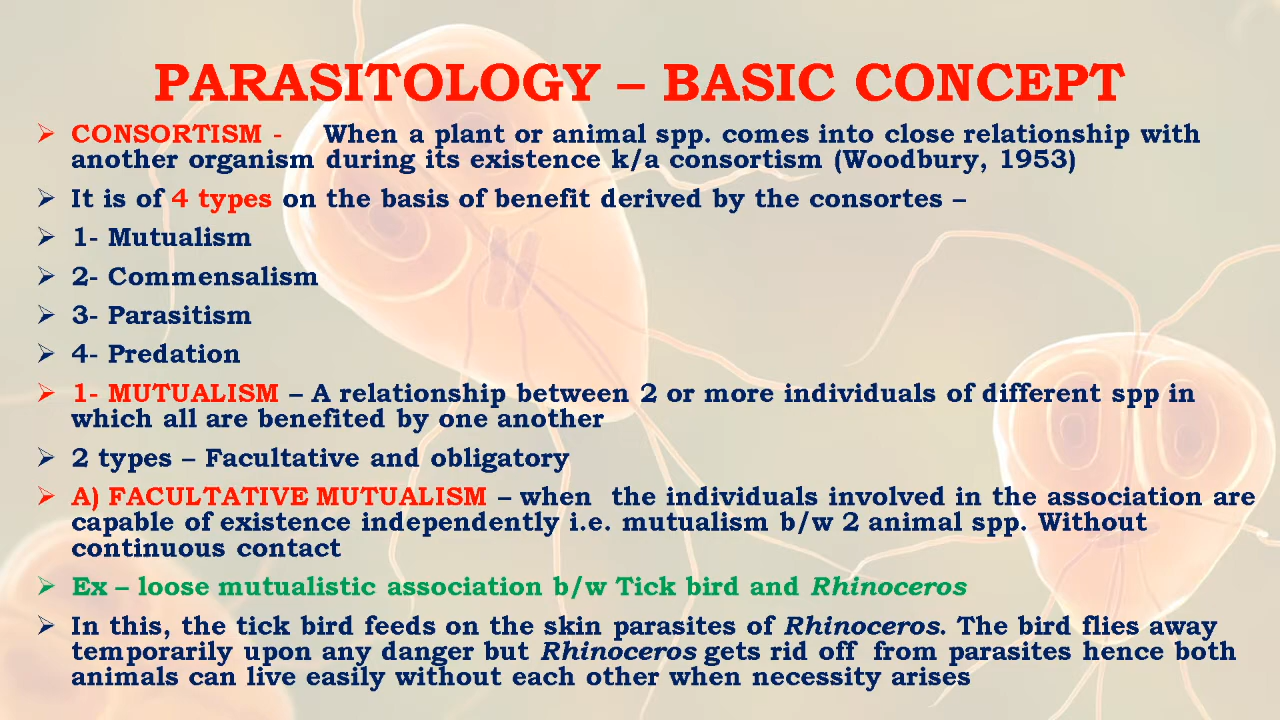 PARASITOLOGY – BASIC CONCEPT
➢ CONSORTISM - When a plant or animal spp. comes into close relationship with
another organism during its existence k/a consortism (Woodbury, 1953)
➢ It is of 4 types on the basis of benefit derived by the consortes –
➢ 1- Mutualism
➢ 2- Commensalism
➢ 3- Parasitism
➢ 4- Predation
➢ 1- MUTUALISM – A relationship between 2 or more individuals of different spp in
which all are benefited by one another
➢ 2 types – Facultative and obligatory
➢ A) FACULTATIVE MUTUALISM – when the individuals involved in the association are
capable of existence independently i.e. mutualism b/w 2 animal spp. Without
continuous contact
➢ Ex – loose mutualistic association b/w Tick bird and Rhinoceros
➢ In this, the tick bird feeds on the skin parasites of Rhinoceros. The bird flies away
temporarily upon any danger but Rhinoceros gets rid off from parasites hence both
animals can live easily without each other when necessity arises